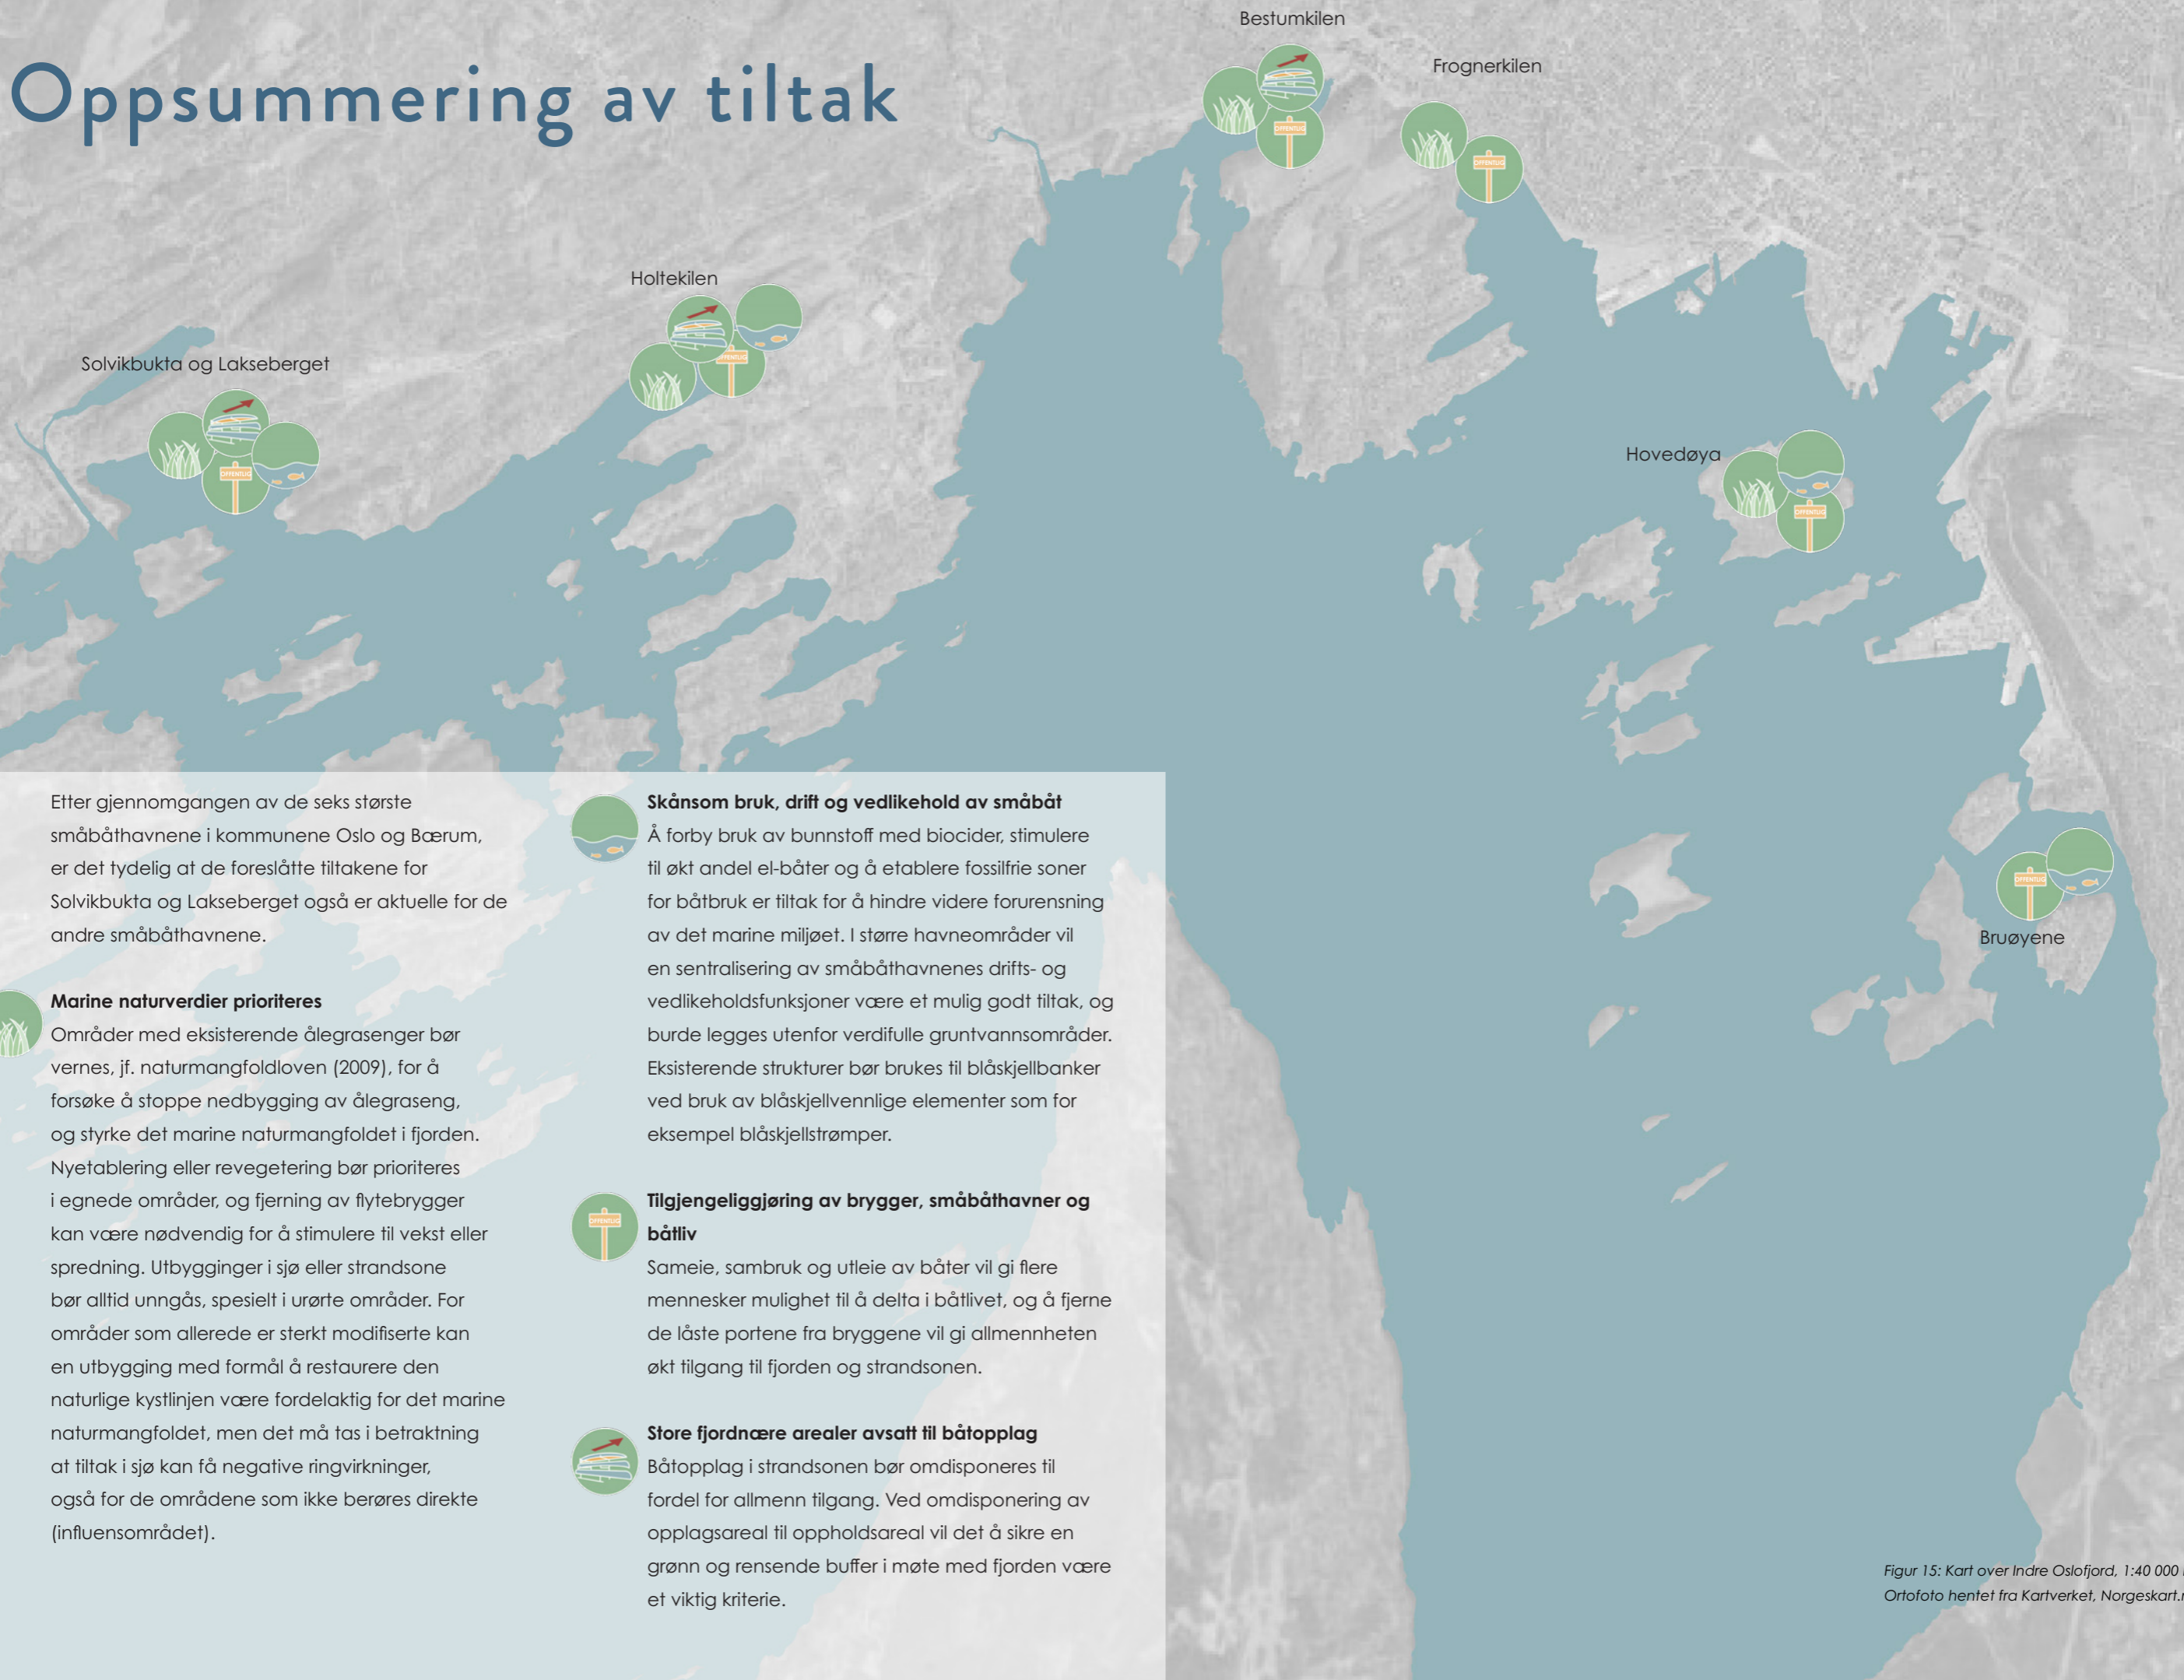 Oppsummering av tiltak
Bestumkilen
Frognerkilen
OFFENTLIG
OFFENTLIG
Holtekilen
OFFENTLIG
Solvikbukta og Lakseberget
OFFENTLIG
Hovedøya
OFFENTLIG
OFFENTLIG
Bruøyene
Etter gjennomgangen av de seks største
småbåthavnene i kommunene Oslo og Bærum,
er det tydelig at de foreslåtte tiltakene for
Solvikbukta og Lakseberget også er aktuelle for de
andre småbåthavnene.
Marine naturverdier prioriteres
Områder med eksisterende ålegrasenger bør
vernes, jf. naturmangfoldloven (2009), for å
forsøke å stoppe nedbygging av ålegraseng,
og styrke det marine naturmangfoldet i fjorden.
Nyetablering eller revegetering bør prioriteres
i egnede områder, og fjerning av flytebrygger
kan være nødvendig for å stimulere til vekst eller
spredning. Utbygginger i sjø eller strandsone
bør alltid unngås, spesielt i urørte områder. For
områder som allerede er sterkt modifiserte kan
en utbygging med formål å restaurere den
naturlige kystlinjen være fordelaktig for det marine
naturmangfoldet, men det må tas i betraktning
at tiltak i sjø kan få negative ringvirkninger,
også for de områdene som ikke berøres direkte
(influensområdet).
Skånsom bruk, drift og vedlikehold av småbåt
Å forby bruk av bunnstoff med biocider, stimulere
til økt andel el-båter og å etablere fossilfrie soner
for båtbruk er tiltak for å hindre videre forurensning
av det marine miljøet. I større havneområder vil
en sentralisering av småbåthavnenes drifts- og
vedlikeholdsfunksjoner være et mulig godt tiltak, og
burde legges utenfor verdifulle gruntvannsområder.
Eksisterende strukturer bør brukes til blåskjellbanker
ved bruk av blåskjellvennlige elementer som for
eksempel blåskjellstrømper.
OFFENTLIG
Tilgjengeliggjøring av brygger, småbåthavner og
båtliv
Sameie, sambruk og utleie av båter vil gi flere
mennesker mulighet til å delta i båtlivet, og å fjerne
de låste portene fra bryggene vil gi allmennheten
økt tilgang til fjorden og strandsonen.
Store fjordnære arealer avsatt til båtopplag
Båtopplag i strandsonen bør omdisponeres til
fordel for allmenn tilgang. Ved omdisponering av
opplagsareal til oppholdsareal vil det å sikre en
grønn og rensende buffer i møte med fjorden være
et viktig kriterie.
Figur 15: Kart over Indre Oslofjord, 1:40 000
Ortofoto hentet fra Kartverket, Norgeskart.